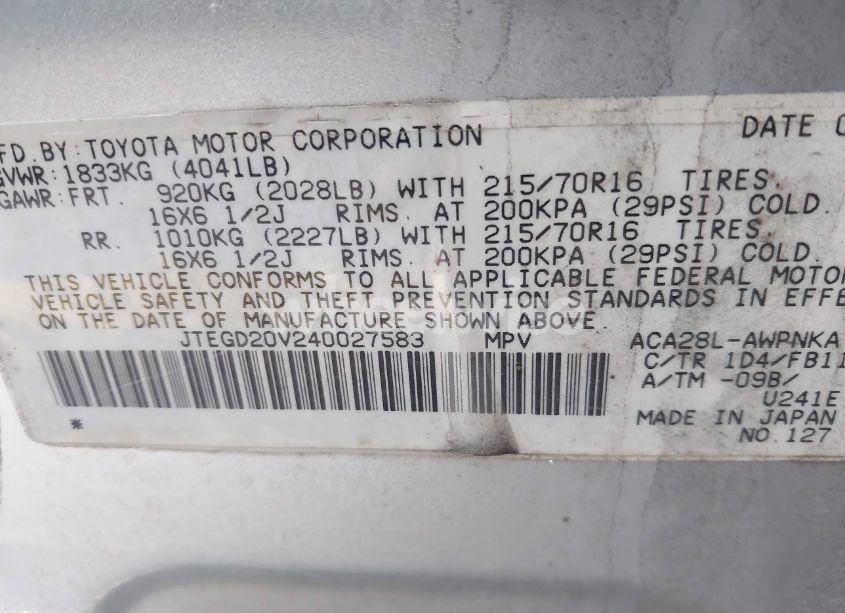 FD. BY: TOYOTA MOTOR CORPORATION DATE O
GVWR: 1833KG (4041LB)
GAWR: FRT. 920KG (2028LB) WITH 215/70R16 TIRES.
16X6 1/2J RIMS. AT 200KPA (29PSI) COLD.
RR. 1010KG (2227LB) WITH 215/70R16 TIRES.
16X6 1/2J RIMS. AT 200KPA (29PSI) COLD.
THIS VEHICLE CONFORMS TO ALL APPLICABLE FEDERAL MOTOR
VEHICLE SAFETY AND THEFT PREVENTION STANDARDS IN EFFE
ON THE DATE OF MANUFACTURE SHOWN ABOVE
JTEGD20V240027583 MPV ACA28L-AWPNKA
C/TR 1D4/FB11
A/TM -09B/
U241E
MADE IN JAPAN
* NO. 127